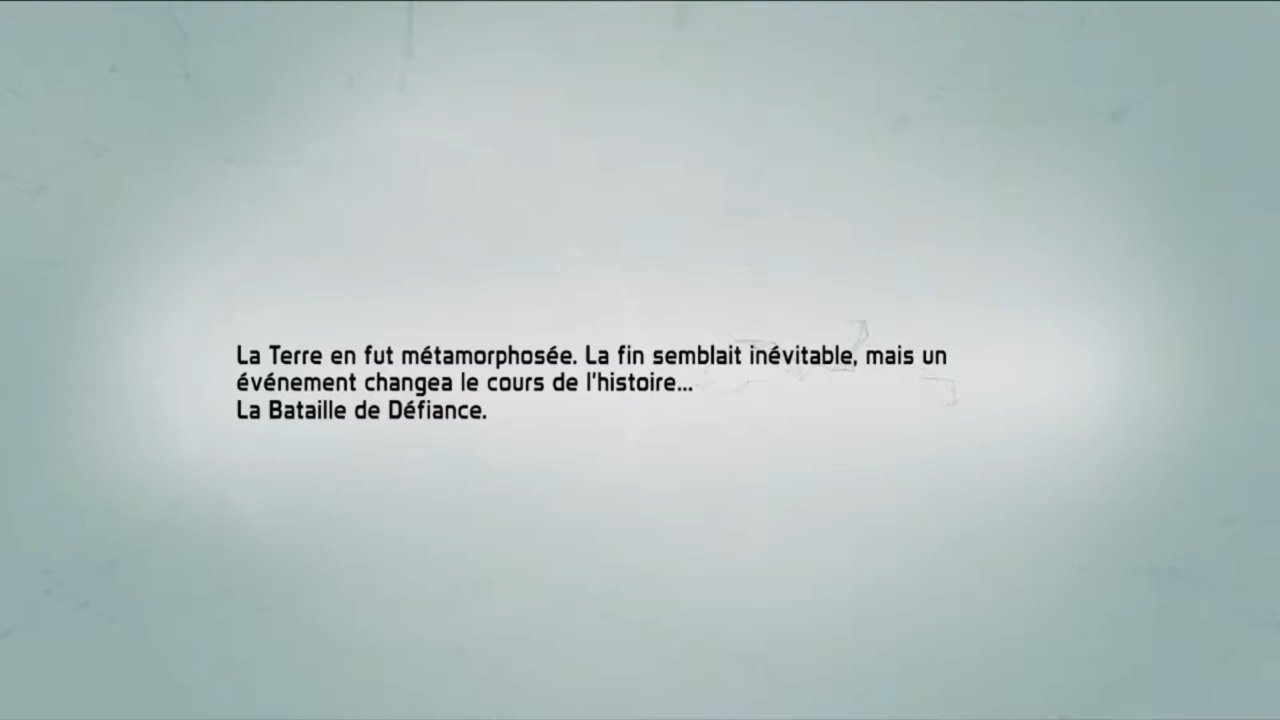 La Terre en fut métamorphosée. La fin semblait inévitable, mais un
événement changea le cours de l'histoire...
La Bataille de Défiance.